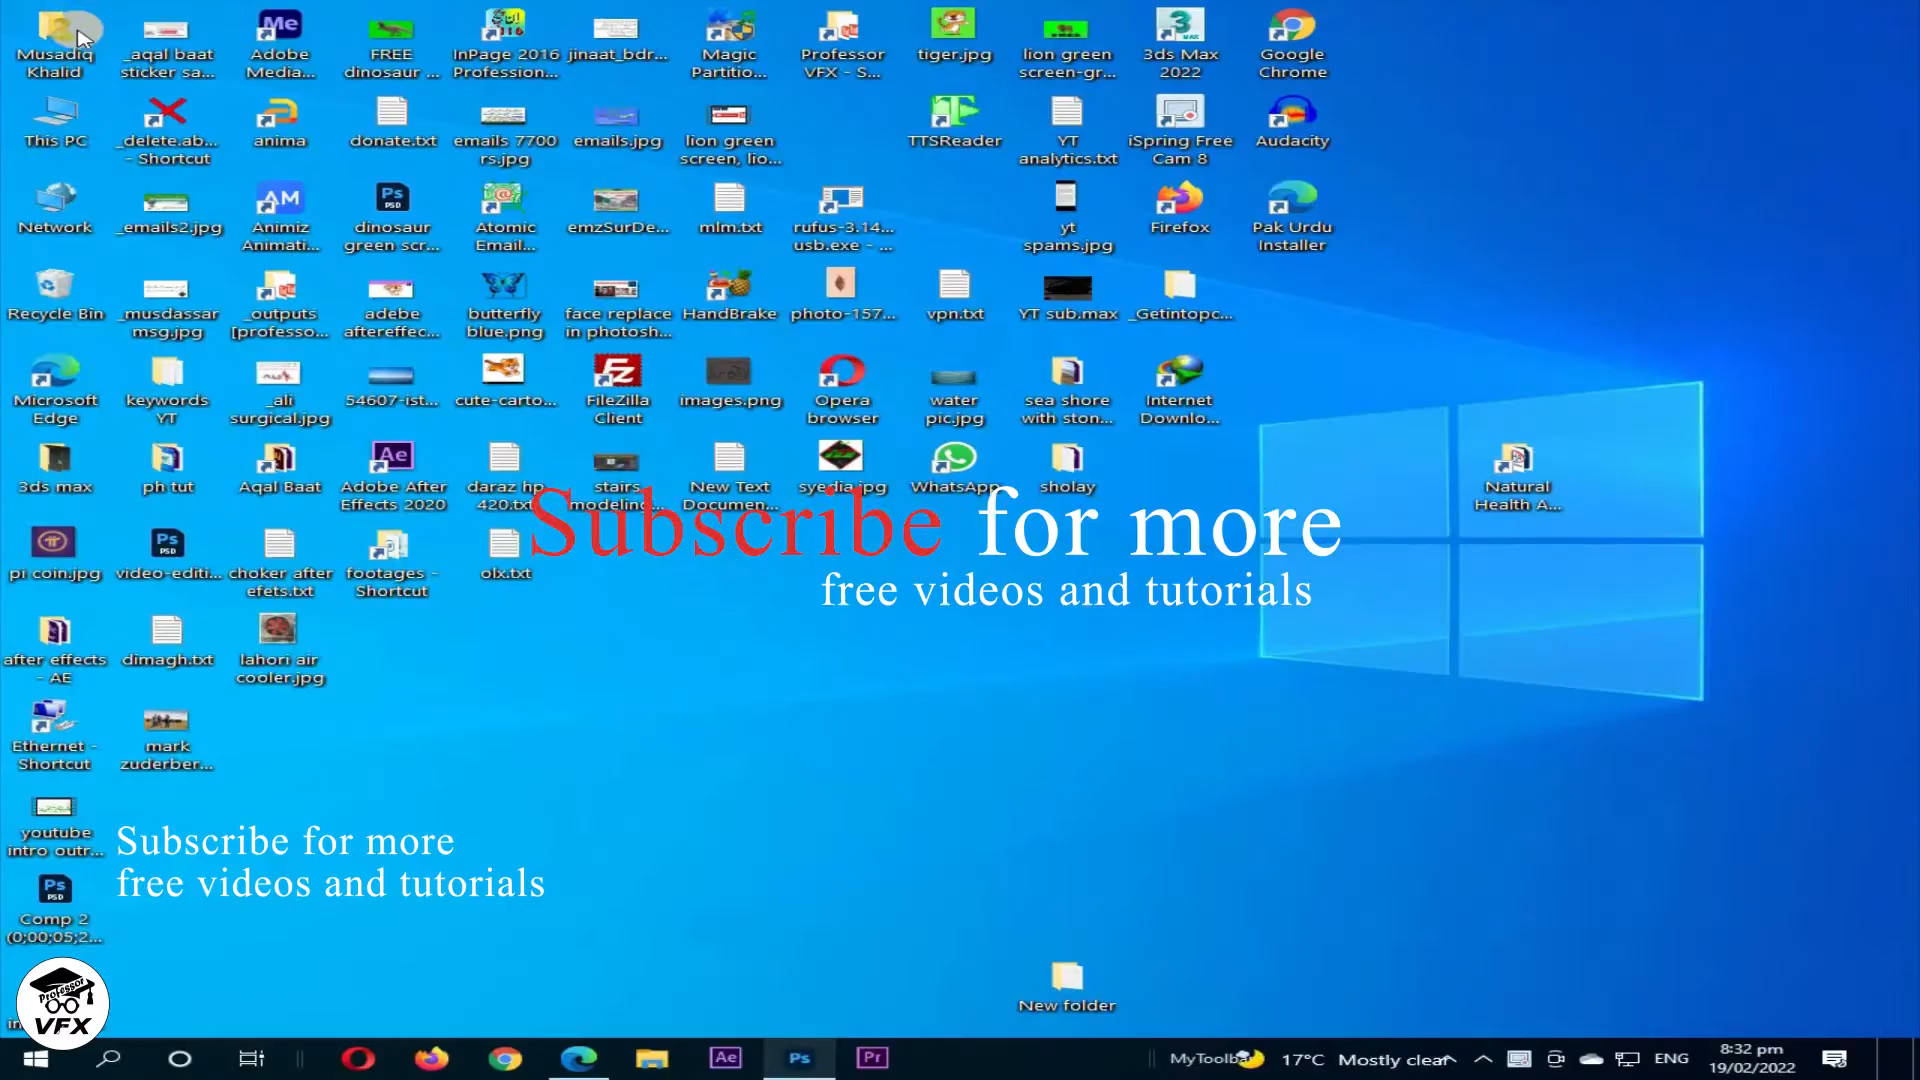 Musadiq
Khalid
_aqal baat
sticker sa...
Adobe
Media...
FREE
dinosaur ...
InPage 2016
Profession...
jinaat_bdr...
Magic
Partitio...
Professor
VFX - S...
tiger.jpg
lion green
screen-gr...
3ds Max
2022
Google
Chrome
This PC
_delete.ab...
- Shortcut
anima
donate.txt
emails 7700
rs.jpg
emails.jpg
lion green
screen, lio...
TTSReader
YT
analytics.txt
iSpring Free
Cam 8
Audacity
Network
_emails2.jpg
Animiz
Animati...
dinosaur
green scr...
Atomic
Email...
emzSurDe...
mlm.txt
rufus-3.14...
usb.exe - ...
yt
spams.jpg
Firefox
Pak Urdu
Installer
Recycle Bin
_musdassar
msg.jpg
_outputs
[professo...
adebe
aftereffec...
butterfly
blue.png
face replace
in photosh...
HandBrake
photo-157...
vpn.txt
YT sub.max
_Getintopc...
Microsoft
Edge
keywords
YT
_ali
surgical.jpg
54607-ist...
cute-carto...
FileZilla
Client
images.png
Opera
browser
water
pic.jpg
sea shore
with ston...
Internet
Downlo...
3ds max
ph tut
Aqal Baat
Adobe After
Effects 2020
daraz hp
420.txt
stairs
modeling...
New Text
Documen...
syedia.jpg
WhatsApp
sholay
Natural
Health A...
Subscribe for more
free videos and tutorials
pi coin.jpg
video-editi...
choker after
efets.txt
footages -
Shortcut
olx.txt
after effects
- AE
dimagh.txt
lahori air
cooler.jpg
Ethernet -
Shortcut
mark
zuderber...
youtube
intro outr...
Subscribe for more
free videos and tutorials
Comp 2
(0;00;05;2...
New folder
Professor
VFX
MyToolba
17°C Mostly clear
ENG
8:32 pm
19/02/2022